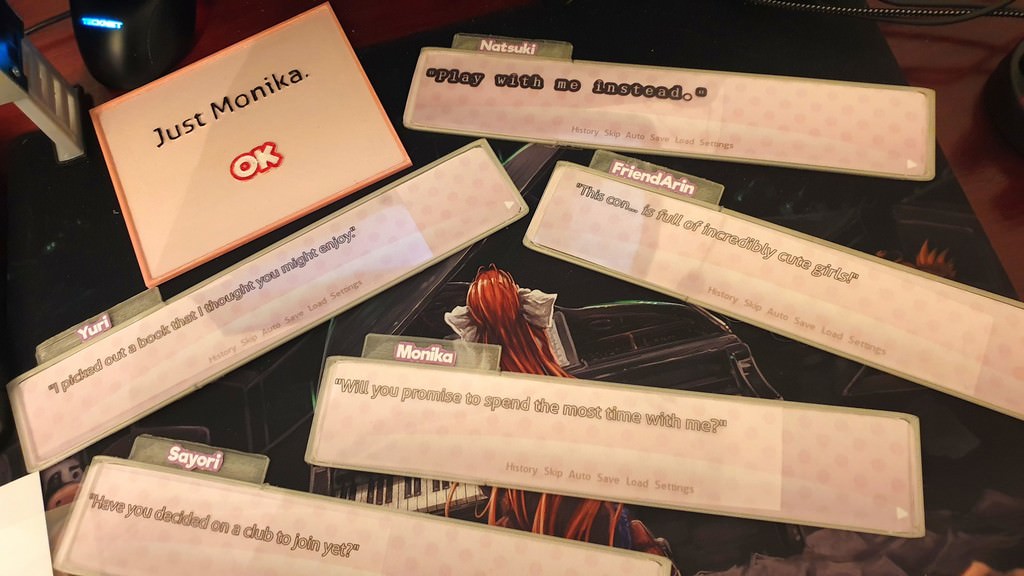 TECKNET
Just Monika.
OK
Natsuki
"Play with me instead."
History Skip Auto Save Load Settings
FriendArin
"This con... is full of incredibly cute girls!"
History Skip Auto Save Load Settings
Yuri
"I picked out a book that I thought you might enjoy."
History Skip Auto Save Load Settings
Monika
"Will you promise to spend the most time with me?"
History Skip Auto Save Load Settings
Sayori
"Have you decided on a club to join yet?"